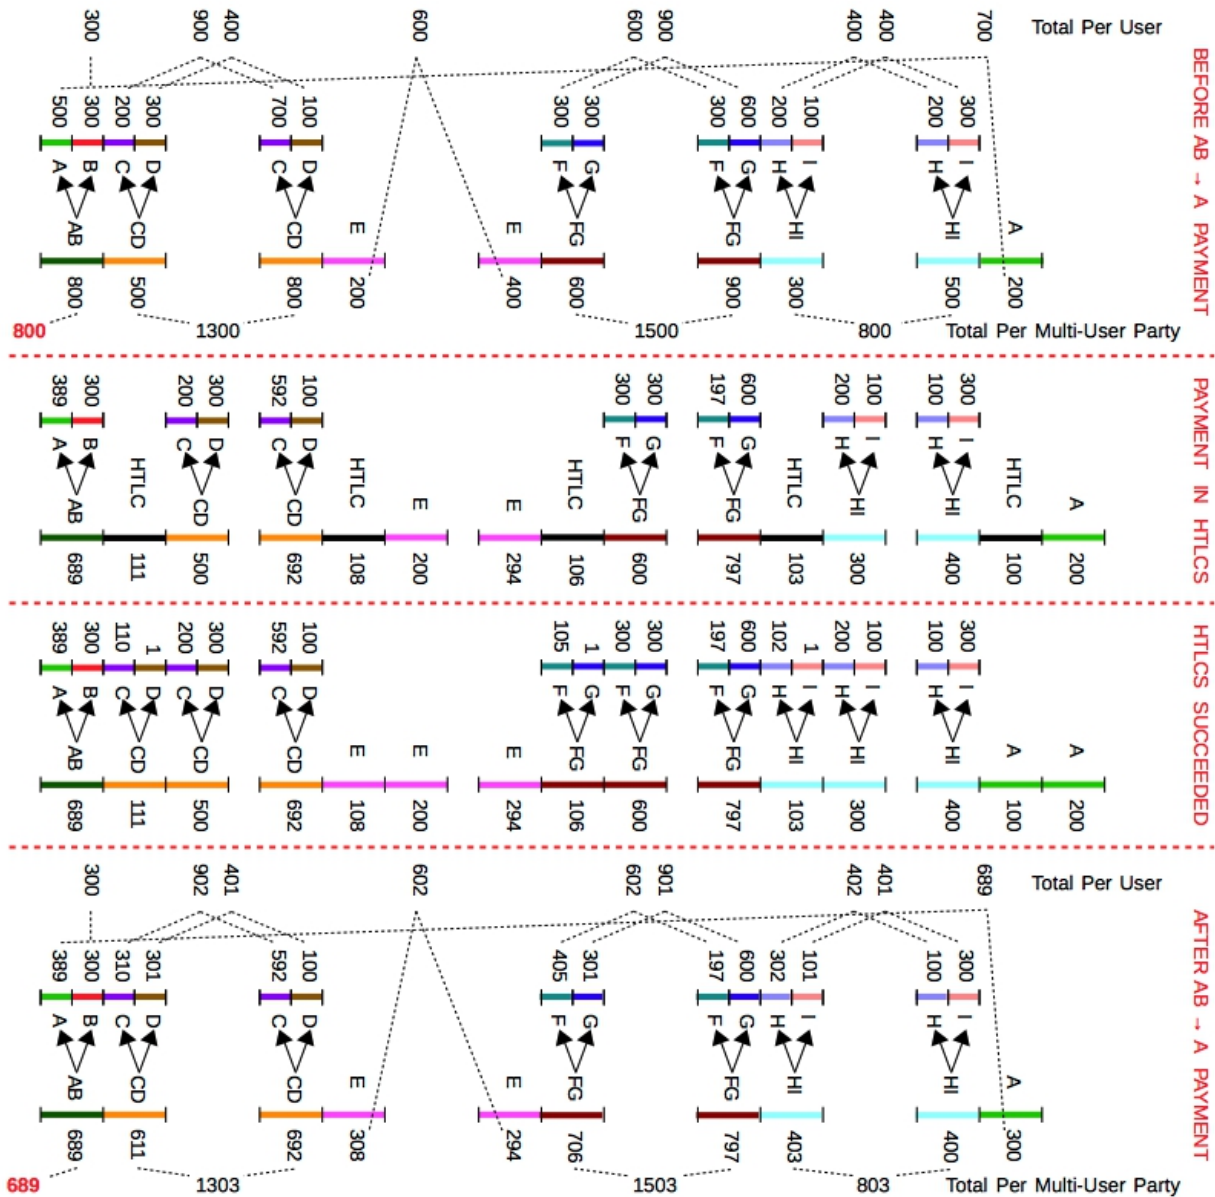 300 900 400 600 600 900 400 400 700 Total Per User
BEFORE AB → A PAYMENT
500 300 200 300 700 100 300 300 300 600 200 100 200 300
A B C D C D F G F G H I H I
AB CD CD E E FG FG HI HI A
800 500 800 200 400 600 900 300 500 200
800 1300 1500 800 Total Per Multi-User Party
PAYMENT IN HTLCS
389 300 200 300 592 100 300 300 197 600 200 100 100 300
A B C D C D F G F G H I H I
AB HTLC CD CD HTLC E E HTLC FG FG HTLC HI HI HTLC A
689 111 500 692 108 200 294 106 600 797 103 300 400 100 200
HTLCS SUCCEEDED
389 300 110 1 200 300 592 100 105 1 300 300 197 600 102 1 200 100 100 300
A B C D C D C D F G F G F G H I H I H I
AB CD CD CD E E E FG FG FG HI HI HI A A
689 111 500 692 108 200 294 106 600 797 103 300 400 100 200
300 902 401 602 602 901 402 401 689 Total Per User
AFTER AB → A PAYMENT
389 300 310 301 592 100 405 301 197 600 302 101 100 300
A B C D C D F G F G H I H I
AB CD CD E E FG FG HI HI A
689 611 692 308 294 706 797 403 400 300
689 1303 1503 803 Total Per Multi-User Party